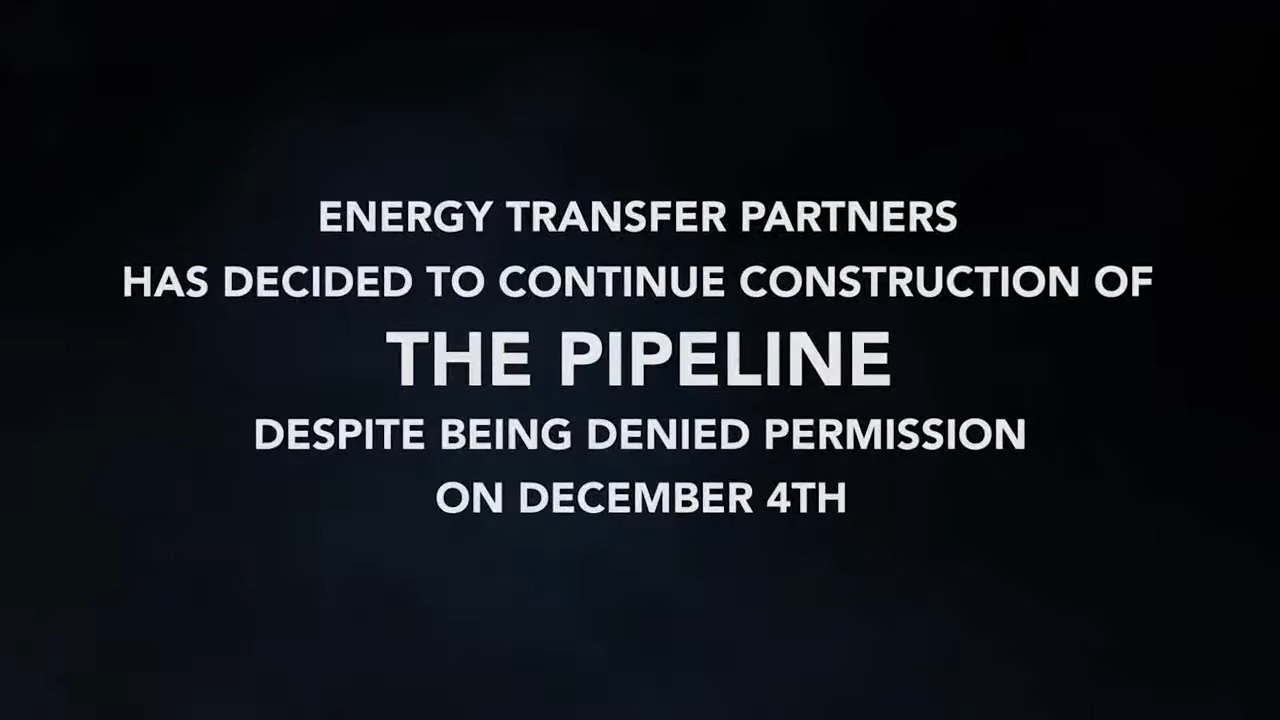 ENERGY TRANSFER PARTNERS
HAS DECIDED TO CONTINUE CONSTRUCTION OF
THE PIPELINE
DESPITE BEING DENIED PERMISSION
ON DECEMBER 4TH